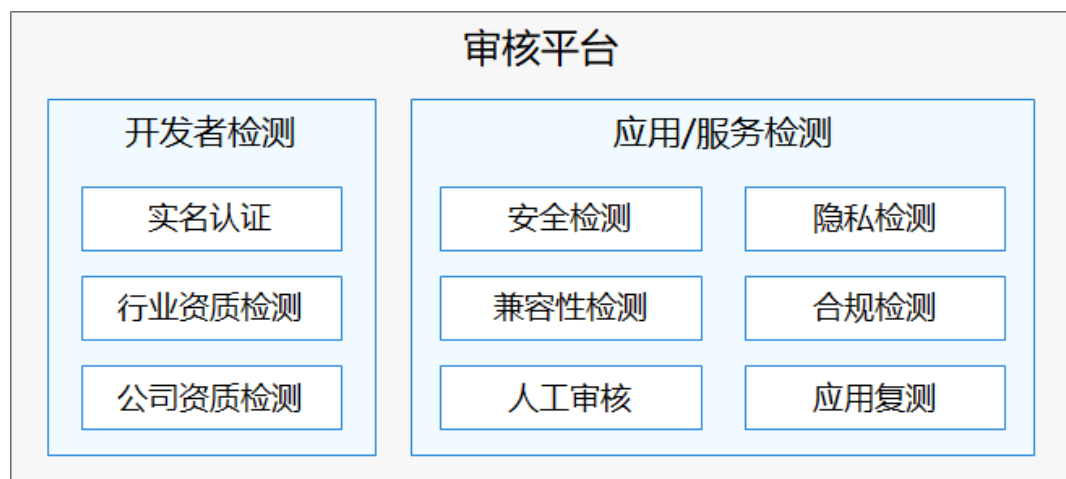 审核平台
开发者检测
实名认证
行业资质检测
公司资质检测
应用/服务检测
安全检测
隐私检测
兼容性检测
合规检测
人工审核
应用复测